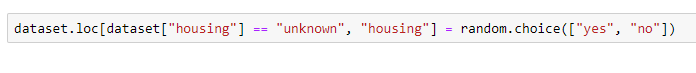 dataset.loc[dataset["housing"] == "unknown", "housing"] = random.choice(["yes", "no"])